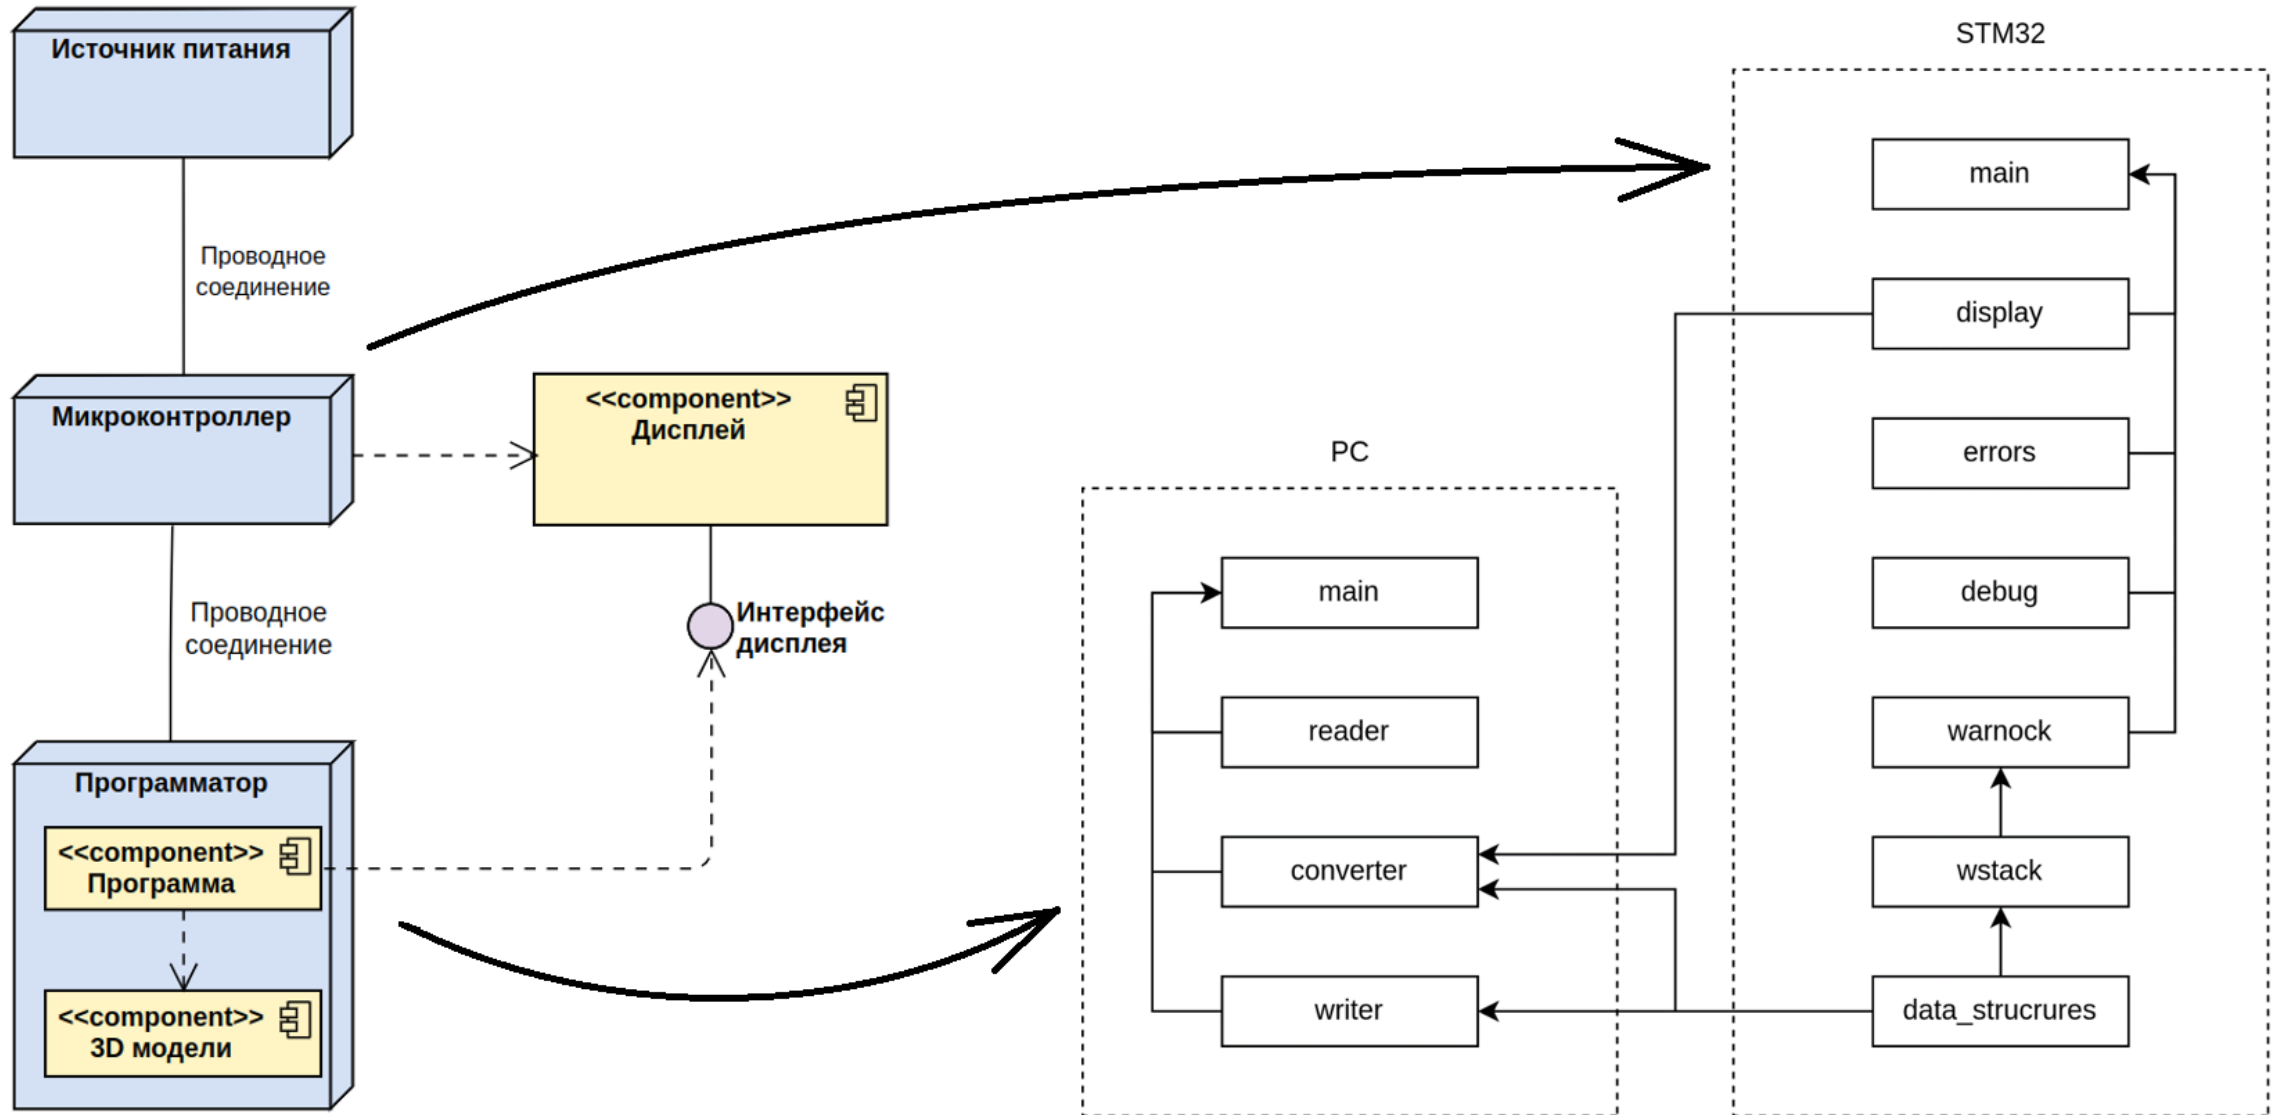 Источник питания
Проводное
соединение
Микроконтроллер
<<component>>
Дисплей
Интерфейс
дисплея
Проводное
соединение
Программатор
<<component>>
Программа
<<component>>
3D модели
PC
main
reader
converter
writer
STM32
main
display
errors
debug
warnock
wstack
data_strucrures